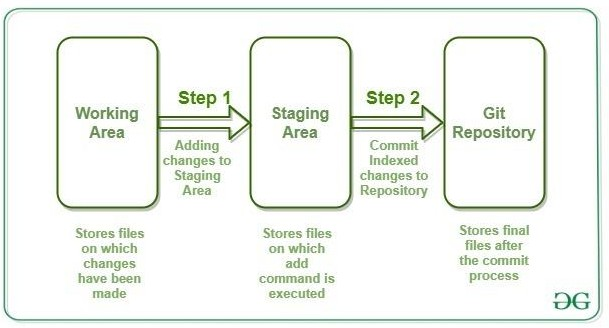 Working
Area
Step 1
Adding
changes to
Staging
Area
Staging
Area
Step 2
Commit
Indexed
changes to
Repository
Git
Repository
Stores files
on which
changes
have been
made
Stores files
on which
add
command is
executed
Stores final
files after
the commit
process